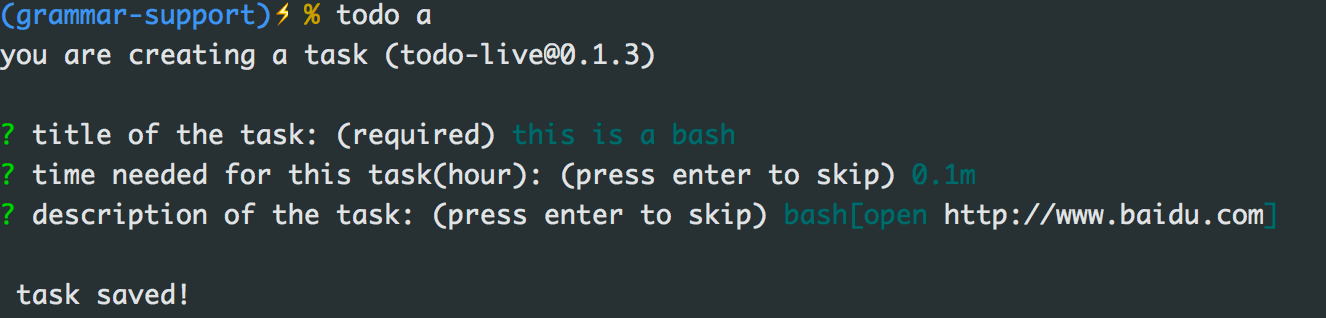 (grammar-support)⚡ % todo a
you are creating a task (todo-live@0.1.3)
? title of the task: (required) this is a bash
? time needed for this task(hour): (press enter to skip) 0.1m
? description of the task: (press enter to skip) bash[open http://www.baidu.com]
task saved!